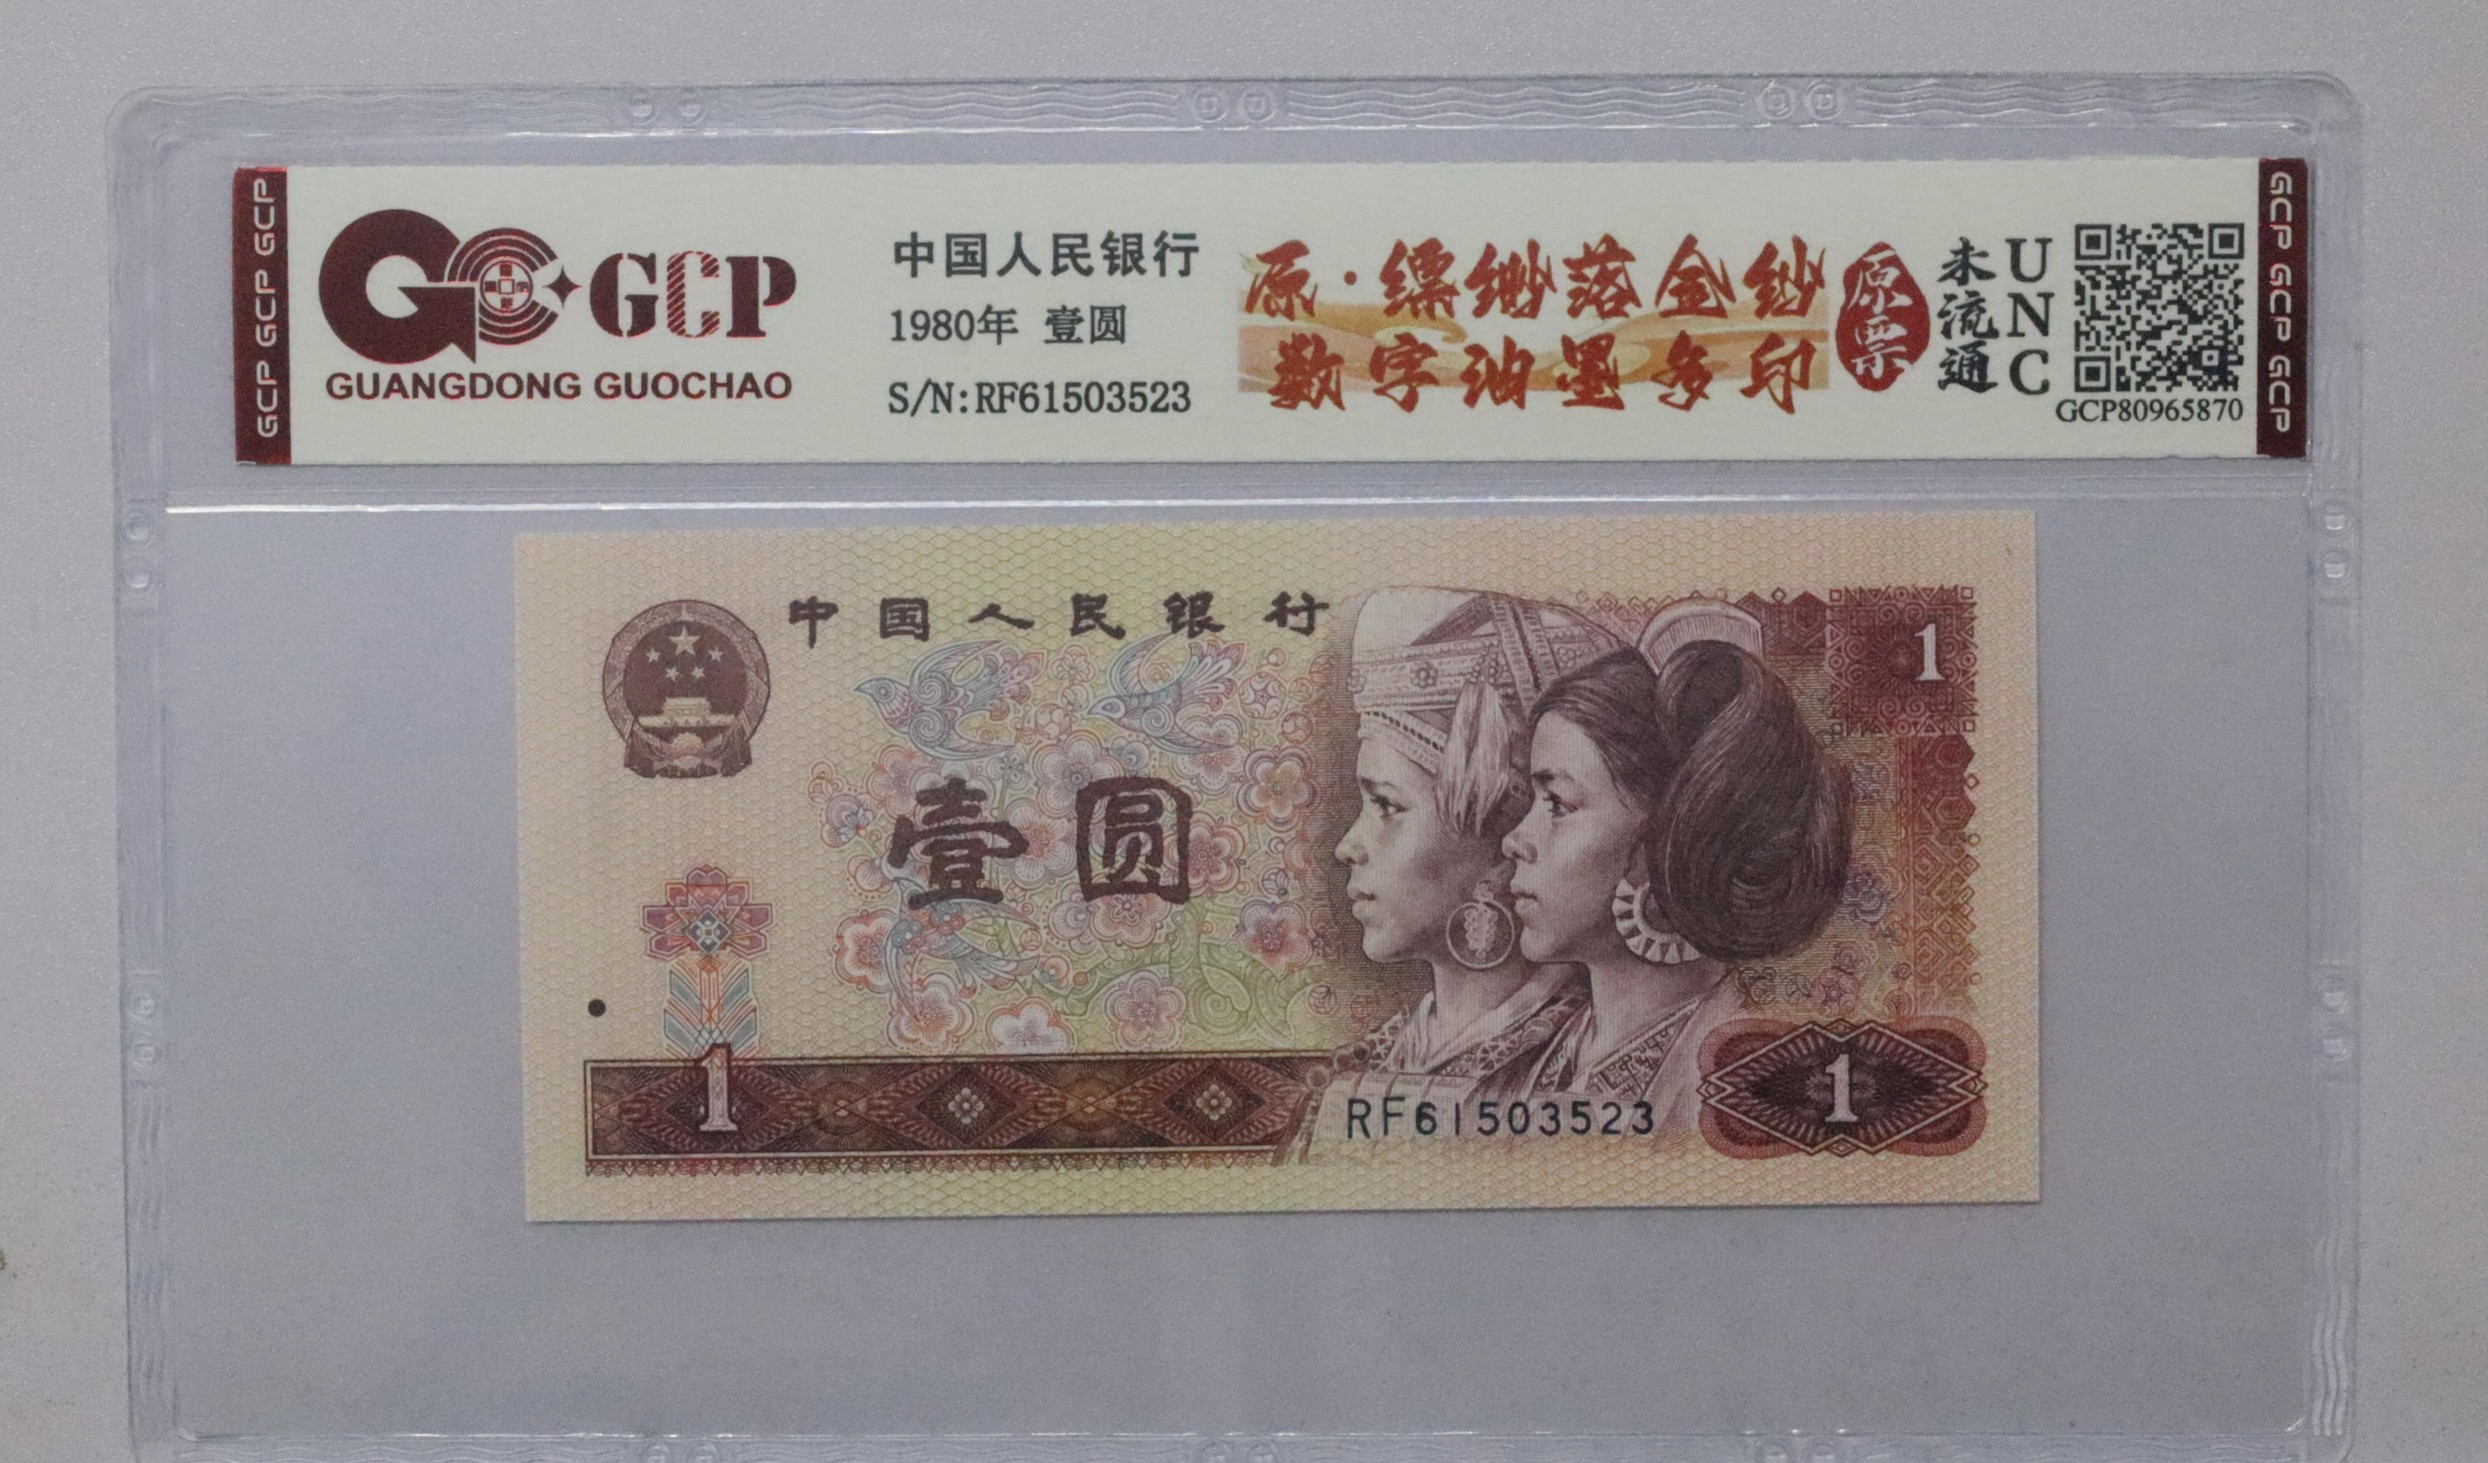 GCP GCP GCP
GCP
GUANGDONG GUOCHAO
中国人民银行
1980年 壹圆
S/N:RF61503523
原·缥缈落金纱
数字油墨多印
原票
未流通
UNC
GCP80965870
GCP GCP GCP
中国人民银行
1
壹圆
1
RF61503523
1